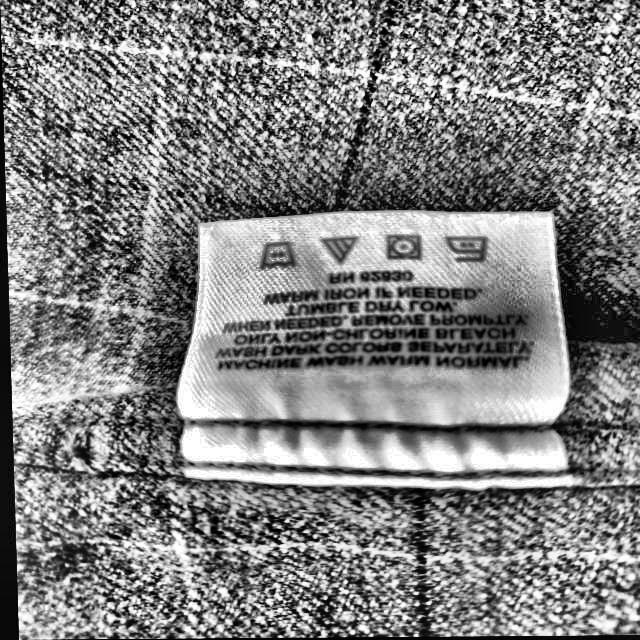 MACHINE WASH WARM NORMAL
WASH DARK COLORS SEPARATELY
ONLY NON-CHLORINE BLEACH
WHEN NEEDED. REMOVE PROMPTLY
TUMBLE DRY LOW
WARM IRON IF NEEDED
RN 62830